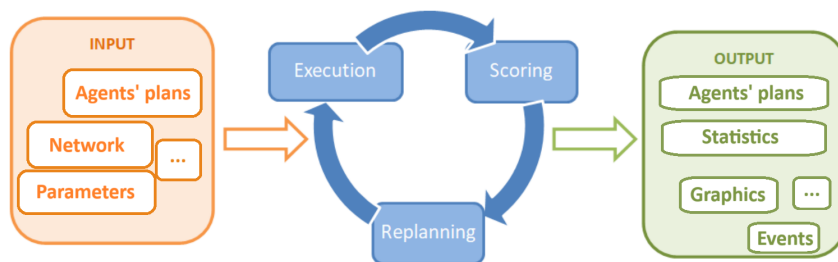 INPUT
Agents' plans
Network
...
Parameters
Execution
Scoring
Replanning
OUTPUT
Agents' plans
Statistics
Graphics
...
Events